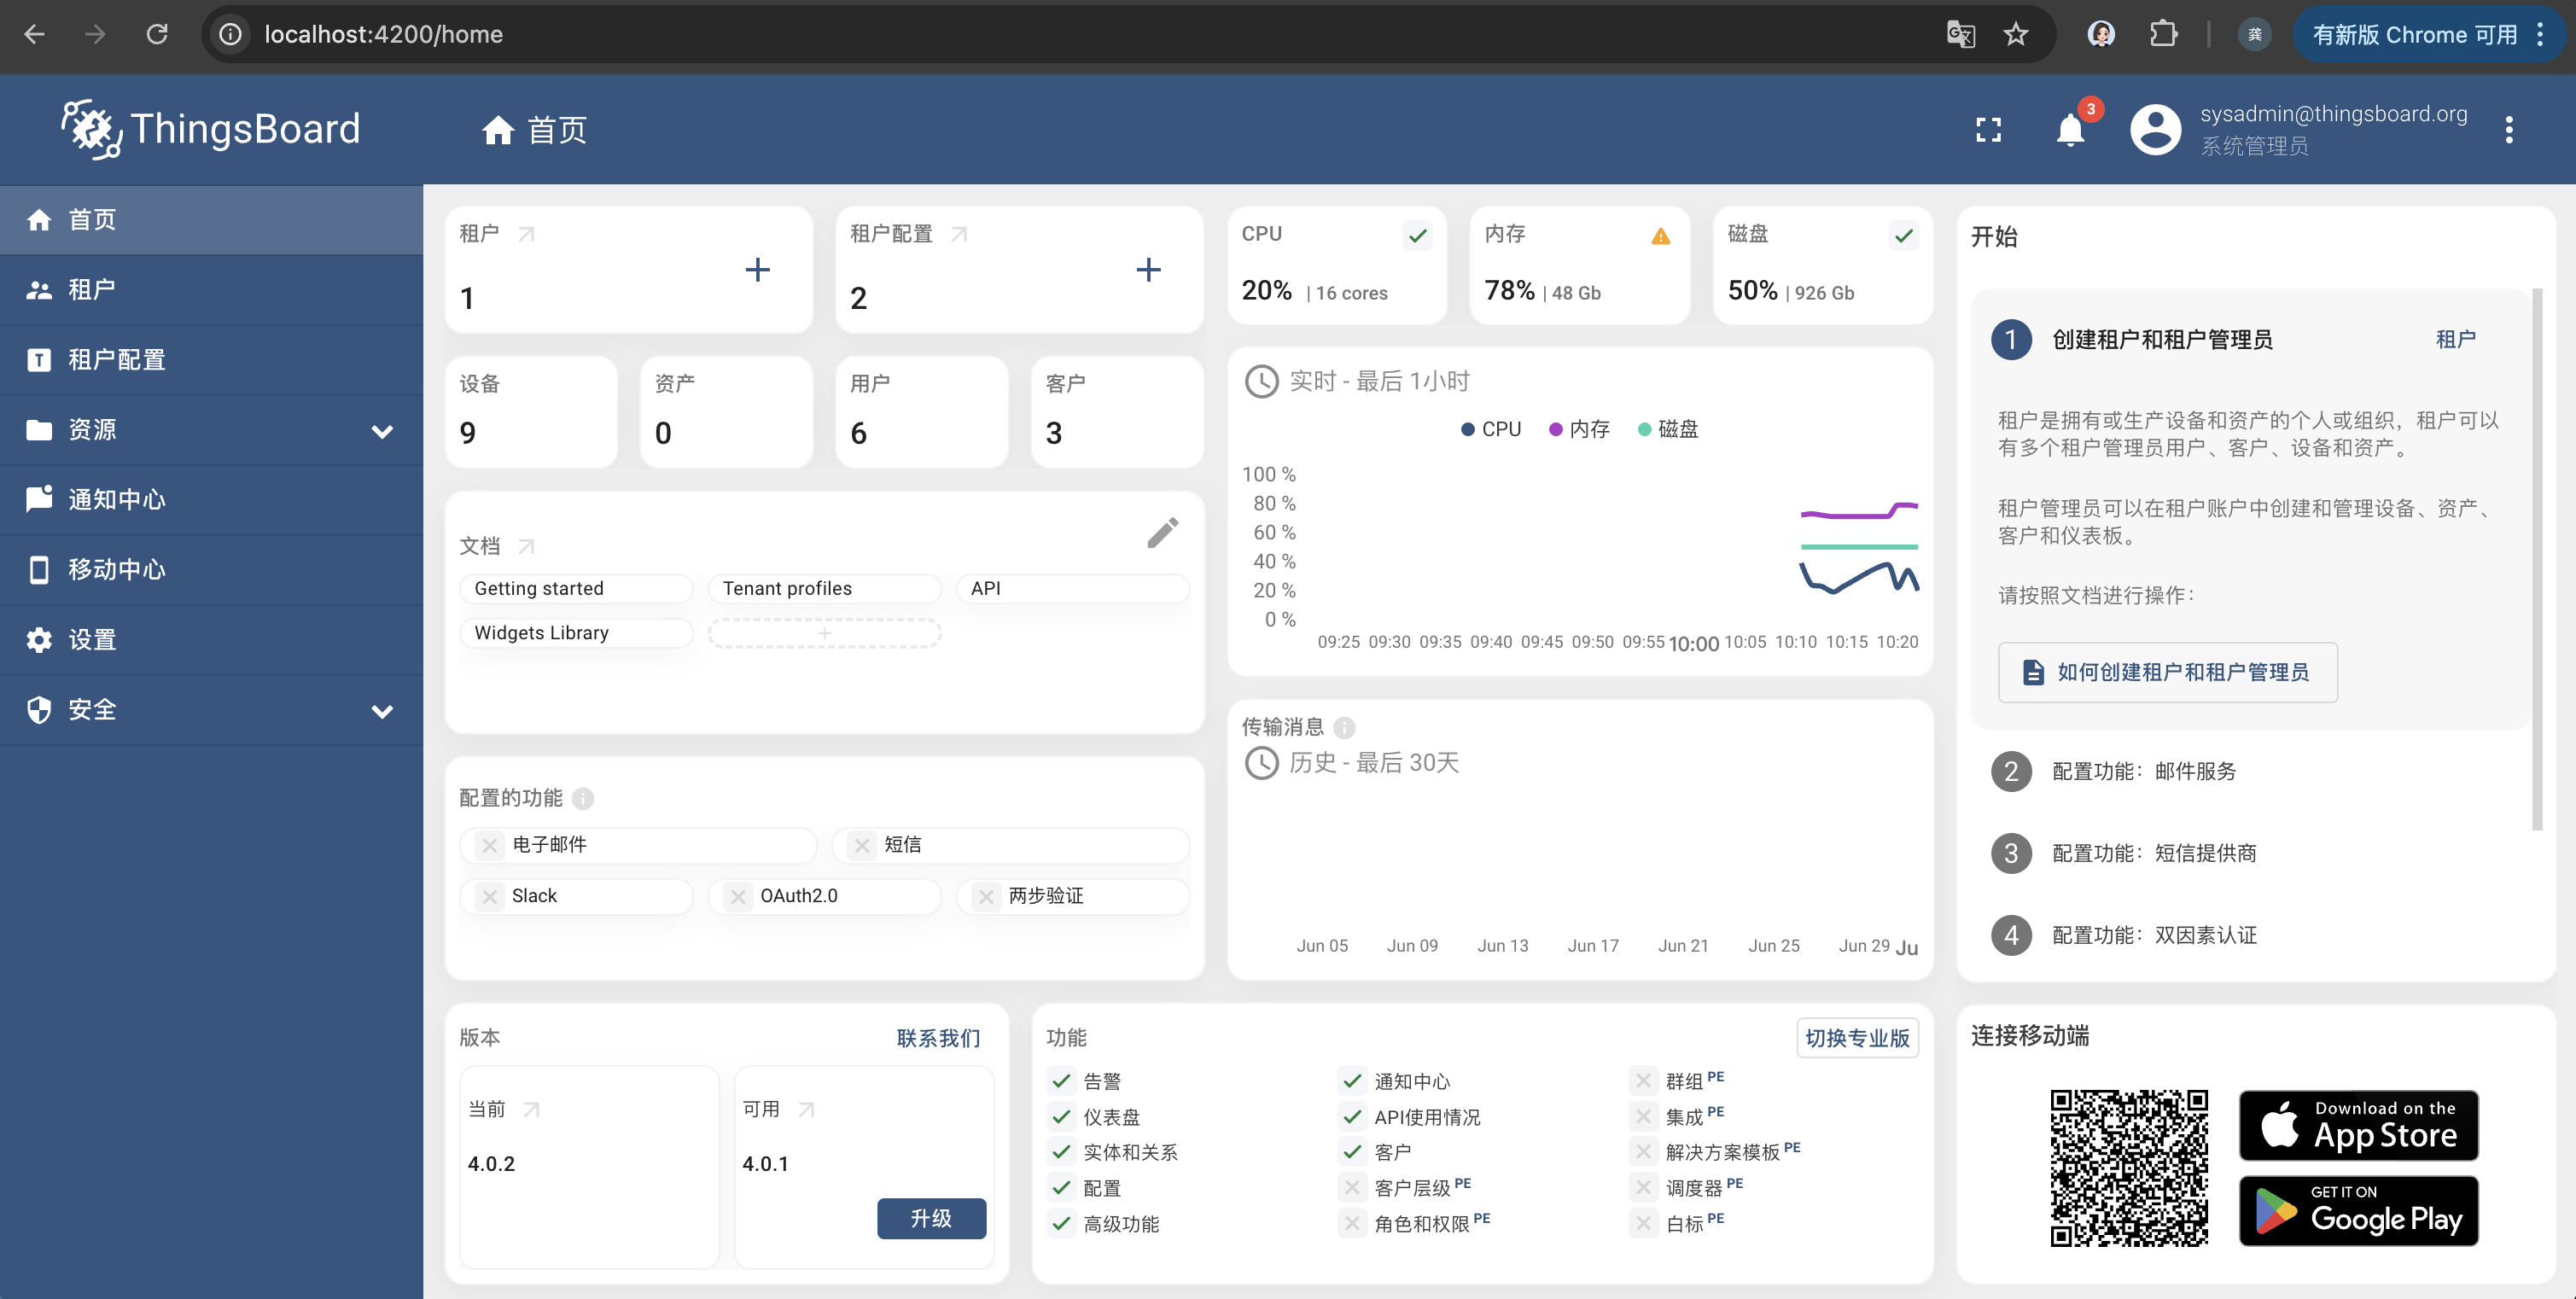 localhost:4200/home
龚
有新版 Chrome 可用
ThingsBoard
首页
3
sysadmin@thingsboard.org
系统管理员
首页
租户
租户配置
资源
通知中心
移动中心
设置
安全
租户
1
租户配置
2
设备
9
资产
0
用户
6
客户
3
文档
Getting started
Tenant profiles
API
Widgets Library
配置的功能
电子邮件
短信
Slack
OAuth2.0
两步验证
CPU
20% | 16 cores
内存
78% | 48 Gb
磁盘
50% | 926 Gb
实时 - 最后 1小时
CPU 内存 磁盘
100 %
80 %
60 %
40 %
20 %
0 %
09:25 09:30 09:35 09:40 09:45 09:50 09:55 10:00 10:05 10:10 10:15 10:20
传输消息
历史 - 最后 30天
Jun 05 Jun 09 Jun 13 Jun 17 Jun 21 Jun 25 Jun 29 Ju
开始
1 创建租户和租户管理员 租户
租户是拥有或生产设备和资产的个人或组织，租户可以
有多个租户管理员用户、客户、设备和资产。
租户管理员可以在租户账户中创建和管理设备、资产、
客户和仪表板。
请按照文档进行操作：
如何创建租户和租户管理员
2 配置功能：邮件服务
3 配置功能：短信提供商
4 配置功能：双因素认证
版本
联系我们
当前
4.0.2
可用
4.0.1
升级
功能
切换专业版
告警
仪表盘
实体和关系
配置
高级功能
通知中心
API使用情况
客户
客户层级 PE
角色和权限 PE
群组 PE
集成 PE
解决方案模板 PE
调度器 PE
白标 PE
连接移动端
Download on the
App Store
GET IT ON
Google Play